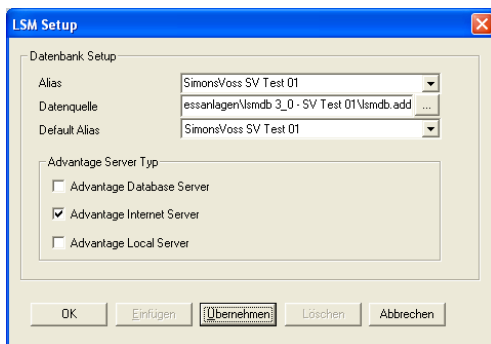 LSM Setup
Datenbank Setup
Alias
SimonsVoss SV Test 01
Datenquelle
essanlagen\lsmdb 3_0 - SV Test 01\lsmdb.add
...
Default Alias
SimonsVoss SV Test 01
Advantage Server Typ
Advantage Database Server
Advantage Internet Server
Advantage Local Server
OK
Einfügen
Übernehmen
Löschen
Abbrechen